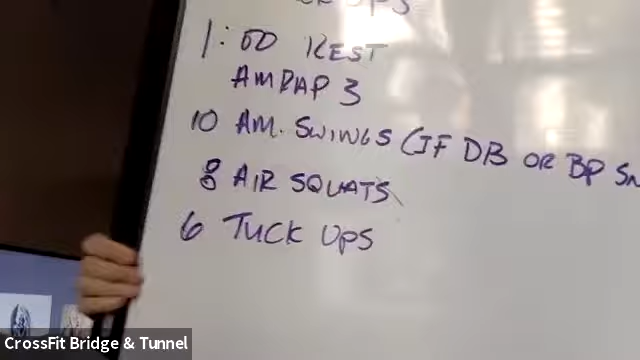 UPS
1:00 REST
AMRAP 3
10 AM. SWINGS (IF DB OR BP
8 AIR SQUATS
6 TUCK UPS
CrossFit Bridge & Tunnel